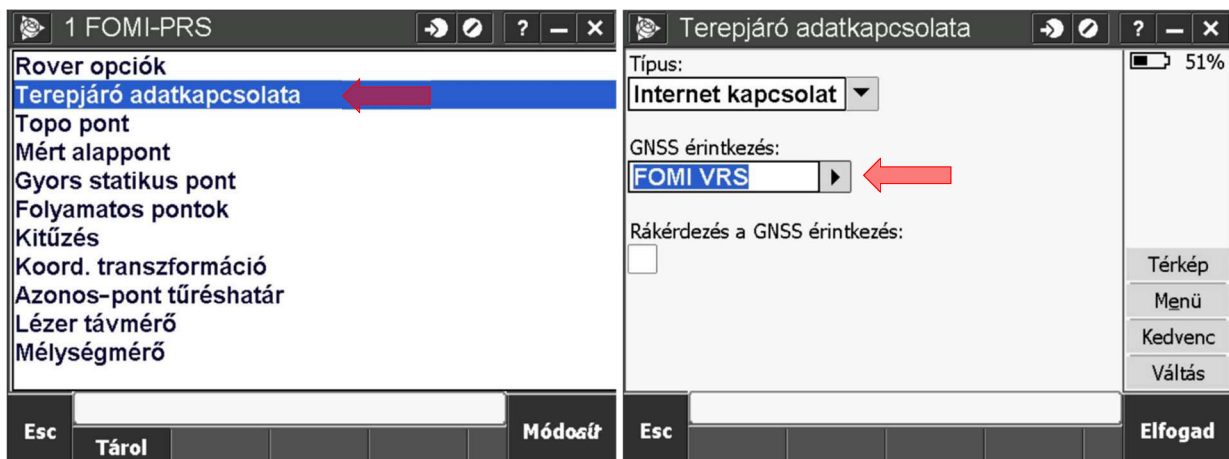 1 FOMI-PRS
?
Rover opciók
Terepjáró adatkapcsolata
Topo pont
Mért alappont
Gyors statikus pont
Folyamatos pontok
Kitűzés
Koord. transzformáció
Azonos-pont tűréshatár
Lézer távmérő
Mélységmérő
Esc
Tárol
Módosít
Terepjáró adatkapcsolata
?
51%
Típus:
Internet kapcsolat
GNSS érintkezés:
FOMI VRS
Rákérdezés a GNSS érintkezés:
Térkép
Menü
Kedvenc
Váltás
Esc
Elfogad